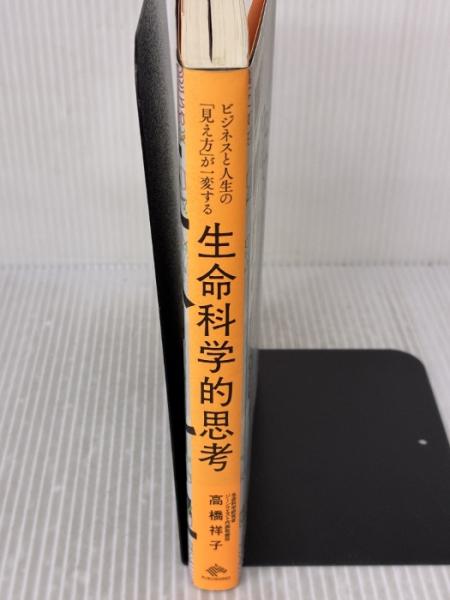 ビジネスと人生の
「見え方」が一変する
生命科学的思考
高橋祥子